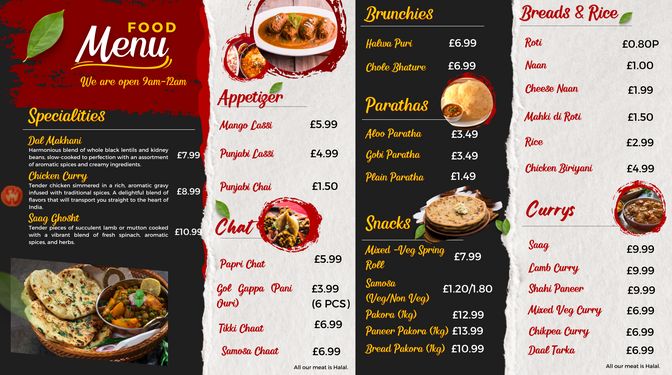 FOOD
Menu
We are open 9am-12am
Specialities
Dal Makhani
Harmonious blend of whole black lentils and kidney
beans, slow-cooked to perfection with an assortment
of aromatic spices and creamy ingredients.
£7.99
Chicken Curry
Tender chicken simmered in a rich, aromatic gravy
infused with traditional spices. A delightful blend of
flavors that will transport you straight to the heart of
India.
£8.99
Saag Ghosht
Tender pieces of succulent lamb or mutton cooked
with a vibrant blend of fresh spinach, aromatic
spices, and herbs.
£10.99
Appetizer
Mango Lassi £5.99
Punjabi Lassi £4.99
Punjabi Chai £1.50
Chat
Papri Chat £5.99
Gol Gappa (Pani £3.99
Puri) (6 PCS)
Tikki Chaat £6.99
Samosa Chaat £6.99
All our meat is Halal.
Brunchies
Halwa Puri £6.99
Chole Bhature £6.99
Parathas
Aloo Paratha £3.49
Gobi Paratha £3.49
Plain Paratha £1.49
Snacks
Mixed -Veg Spring £7.99
Roll
Samosa £1.20/1.80
(Veg/Non Veg)
Pakora (1kg) £12.99
Paneer Pakora (1kg) £13.99
Bread Pakora (1kg) £10.99
Breads & Rice
Roti £0.80P
Naan £1.00
Cheese Naan £1.99
Mahki di Roti £1.50
Rice £2.99
Chicken Biriyani £4.99
Currys
Saag £9.99
Lamb Curry £9.99
Shahi Paneer £9.99
Mixed Veg Curry £6.99
Chikpea Curry £6.99
Daal Tarka £6.99
All our meat is Halal.